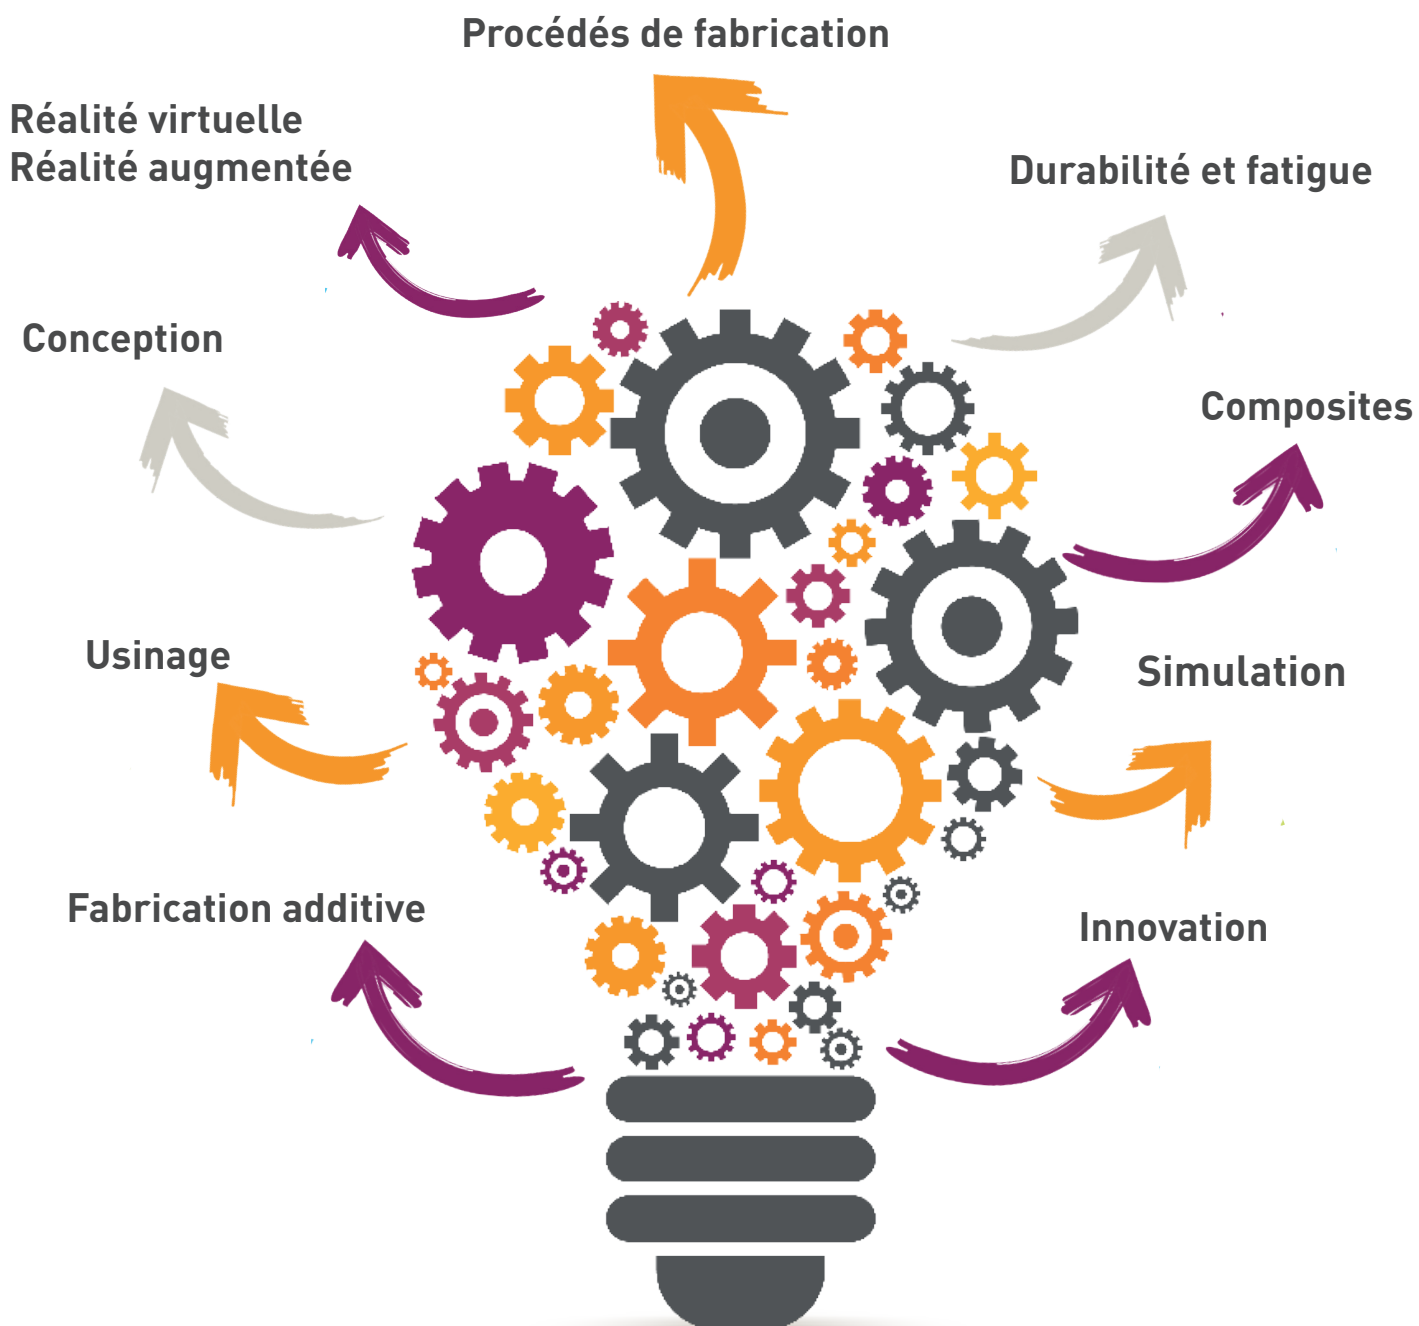 Procédés de fabrication
Réalité virtuelle
Réalité augmentée
Durabilité et fatigue
Conception
Composites
Usinage
Simulation
Fabrication additive
Innovation